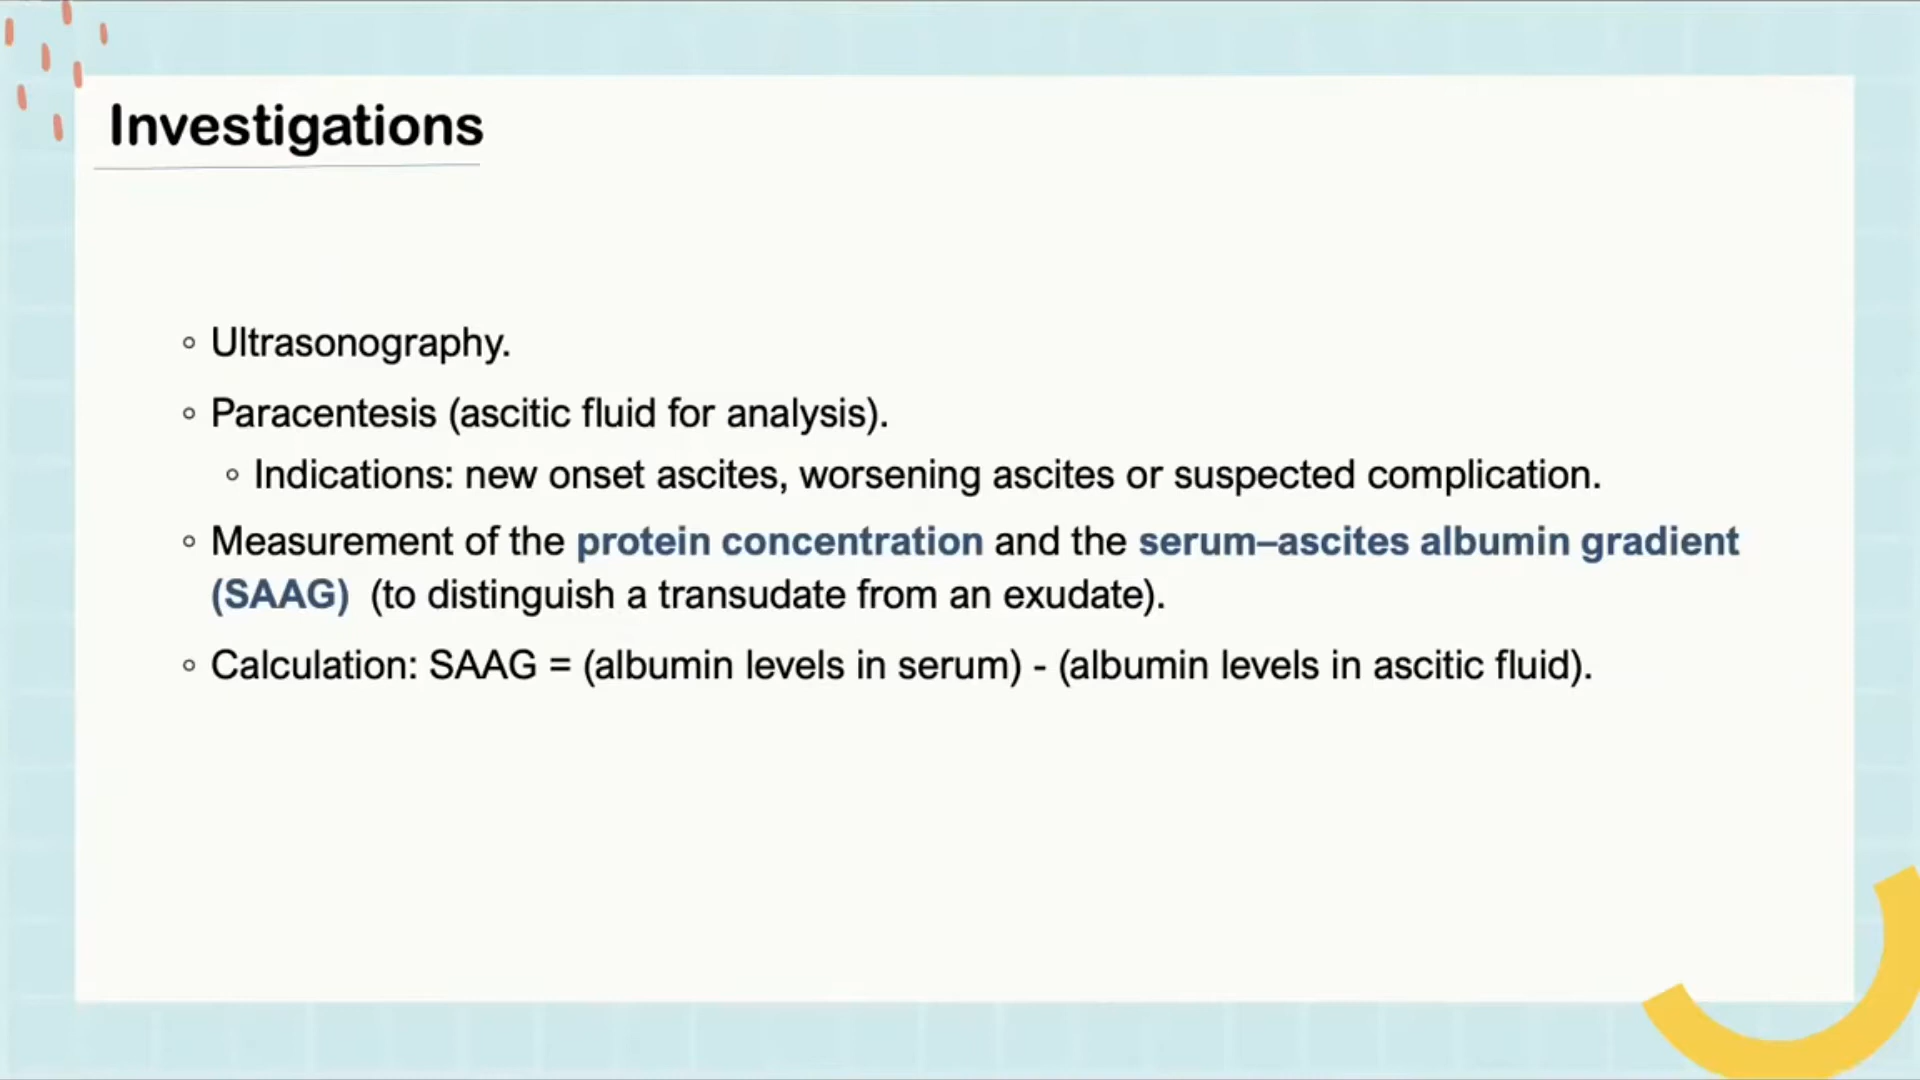 Investigations
◦ Ultrasonography.
◦ Paracentesis (ascitic fluid for analysis).
◦ Indications: new onset ascites, worsening ascites or suspected complication.
◦ Measurement of the protein concentration and the serum–ascites albumin gradient
(SAAG) (to distinguish a transudate from an exudate).
◦ Calculation: SAAG = (albumin levels in serum) - (albumin levels in ascitic fluid).